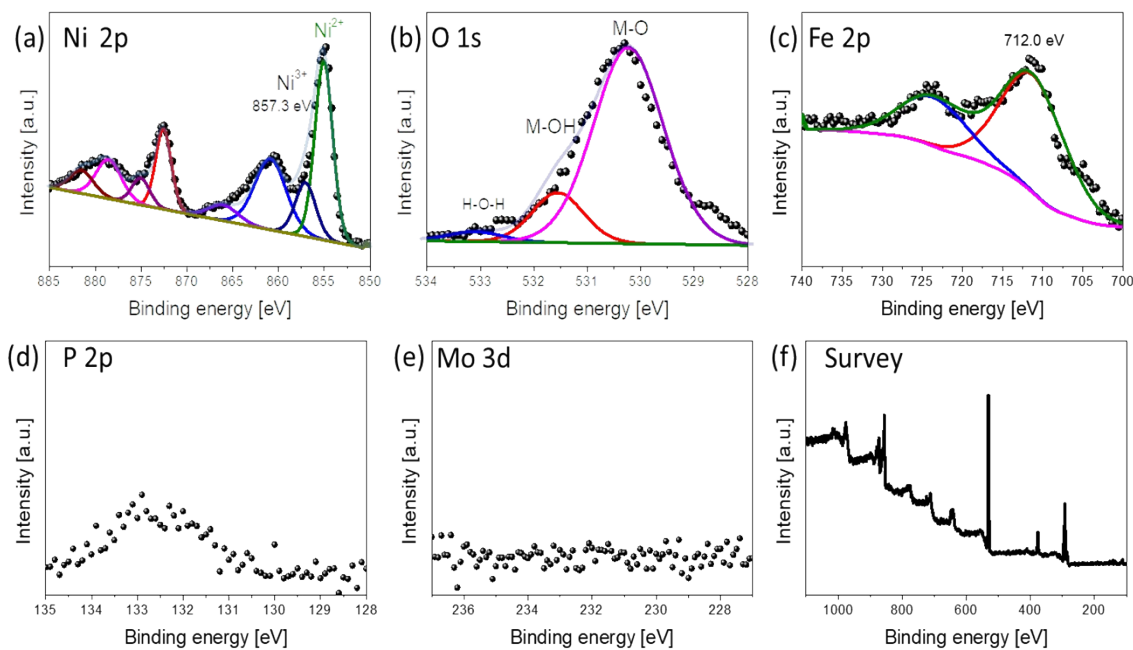 (a) Ni 2p
Ni²⁺
Ni³⁺
857.3 eV
Intensity [a.u.]
885 880 875 870 865 860 855 850
Binding energy [eV]
(b) O 1s
M-O
M-OH
H-O-H
Intensity [a.u.]
534 533 532 531 530 529 528
Binding energy [eV]
(c) Fe 2p
712.0 eV
Intensity [a.u.]
740 735 730 725 720 715 710 705 700
Binding energy [eV]
(d) P 2p
Intensity [a.u.]
135 134 133 132 131 130 129 128
Binding energy [eV]
(e) Mo 3d
Intensity [a.u.]
236 234 232 230 228
Binding energy [eV]
(f) Survey
Intensity [a.u.]
1000 800 600 400 200
Binding energy [eV]